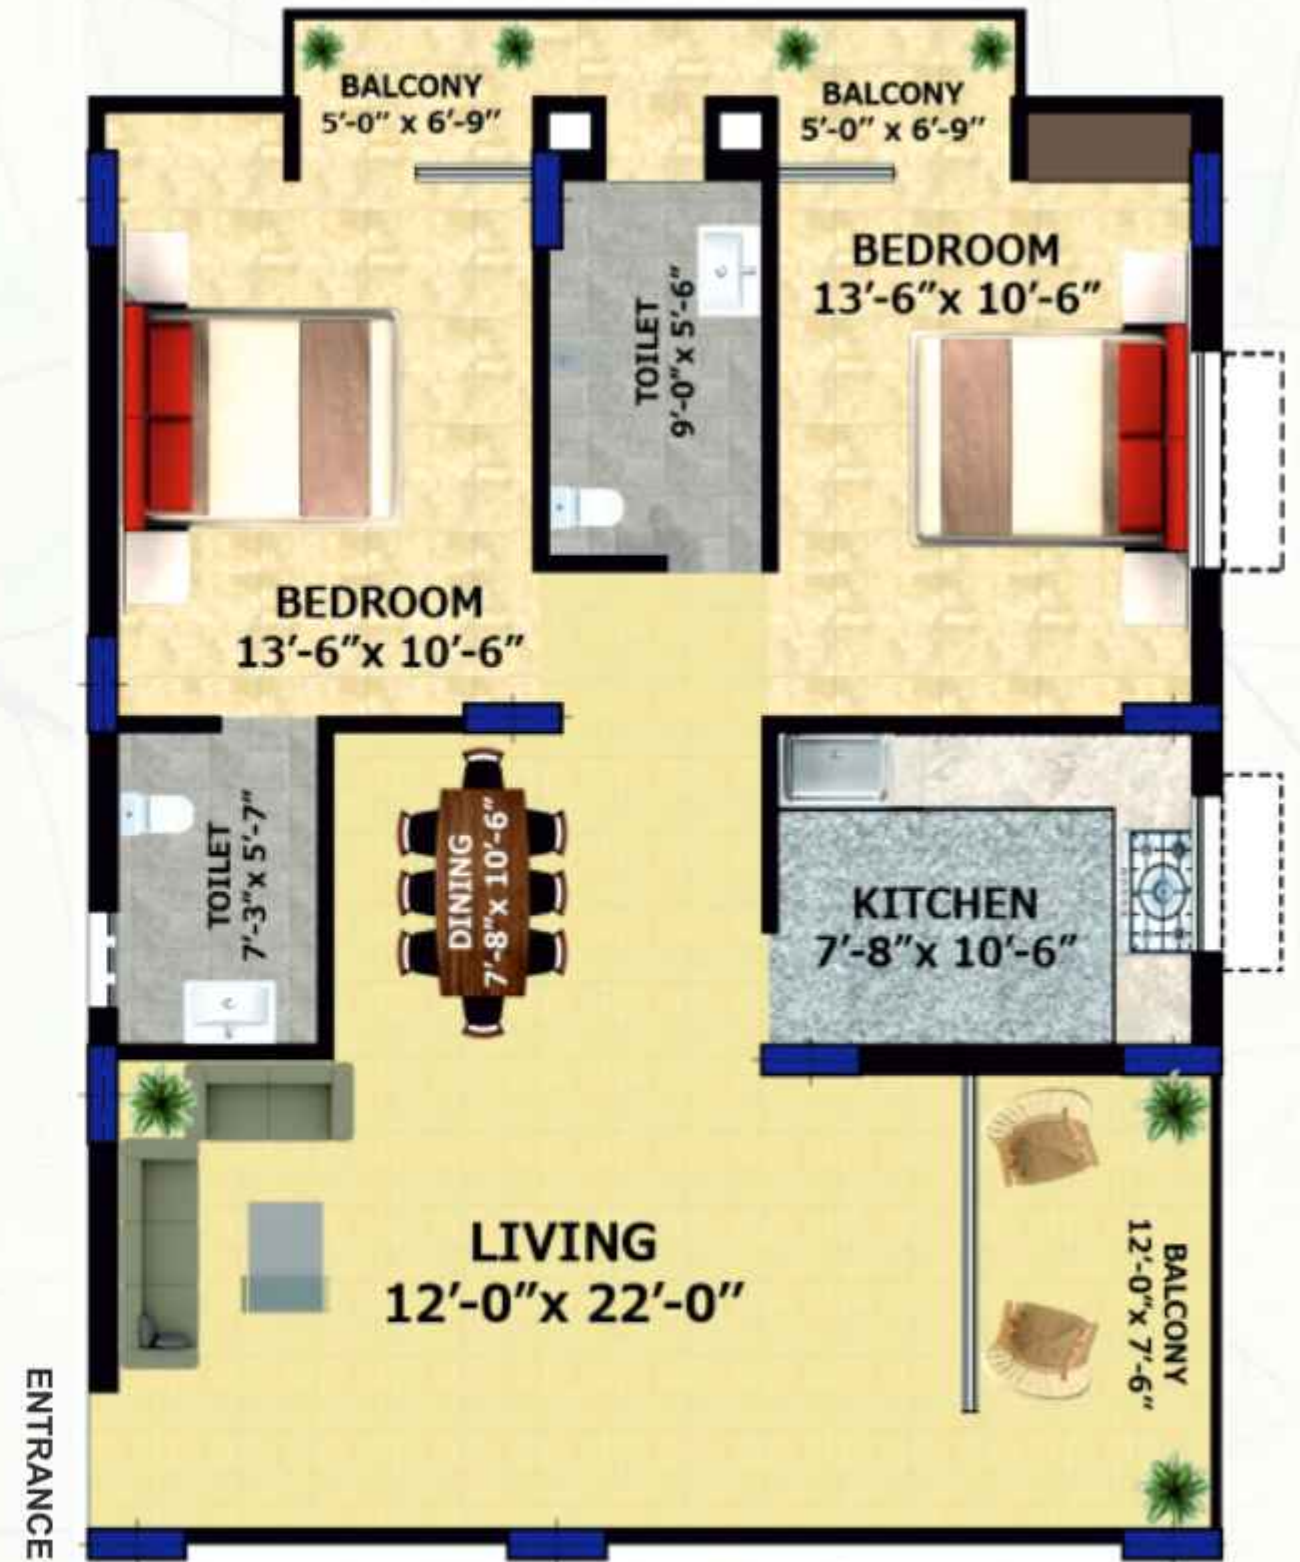 BALCONY
5'-0" x 6'-9"
BALCONY
5'-0" x 6'-9"
BEDROOM
13'-6"x 10'-6"
TOILET
9'-0"x 5'-6"
BEDROOM
13'-6"x 10'-6"
TOILET
7'-3"x 5'-7"
DINING
7'-8"x 10'-6"
KITCHEN
7'-8"x 10'-6"
LIVING
12'-0"x 22'-0"
BALCONY
12'-0"x 7'-6"
ENTRANCE